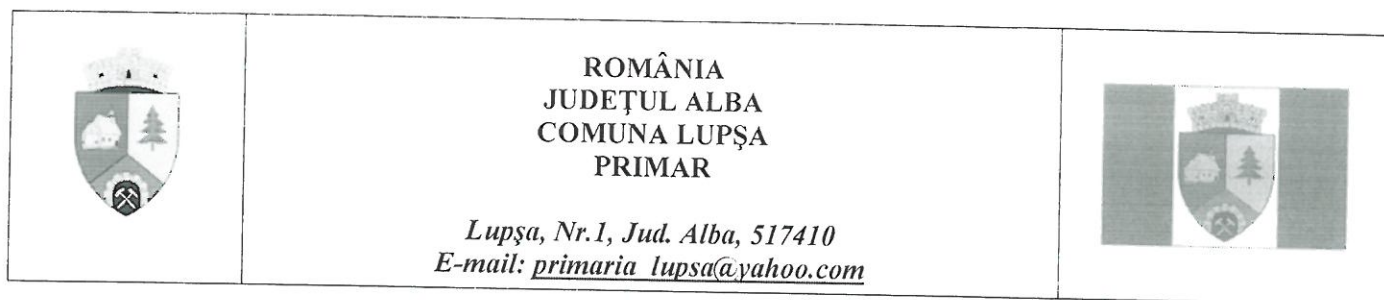 ROMÂNIA
JUDEŢUL ALBA
COMUNA LUPŞA
PRIMAR
Lupşa, Nr.1, Jud. Alba, 517410
E-mail: primaria_lupsa@yahoo.com